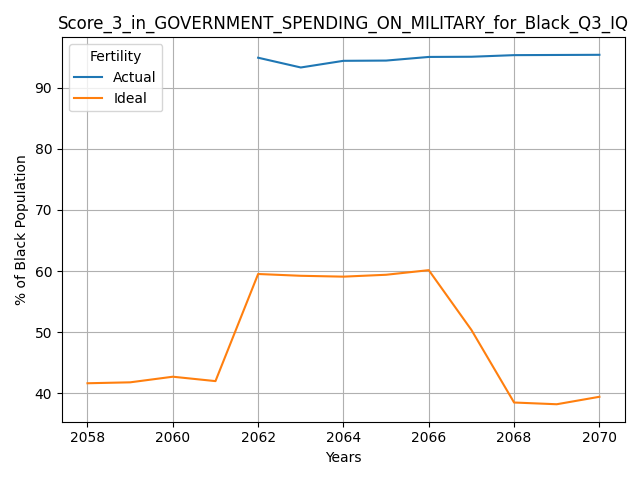 Score_3_in_GOVERNMENT_SPENDING_ON_MILITARY_for_Black_Q3_IQ
Fertility
Actual
Ideal
% of Black Population
90
80
70
60
50
40
2058 2060 2062 2064 2066 2068 2070
Years